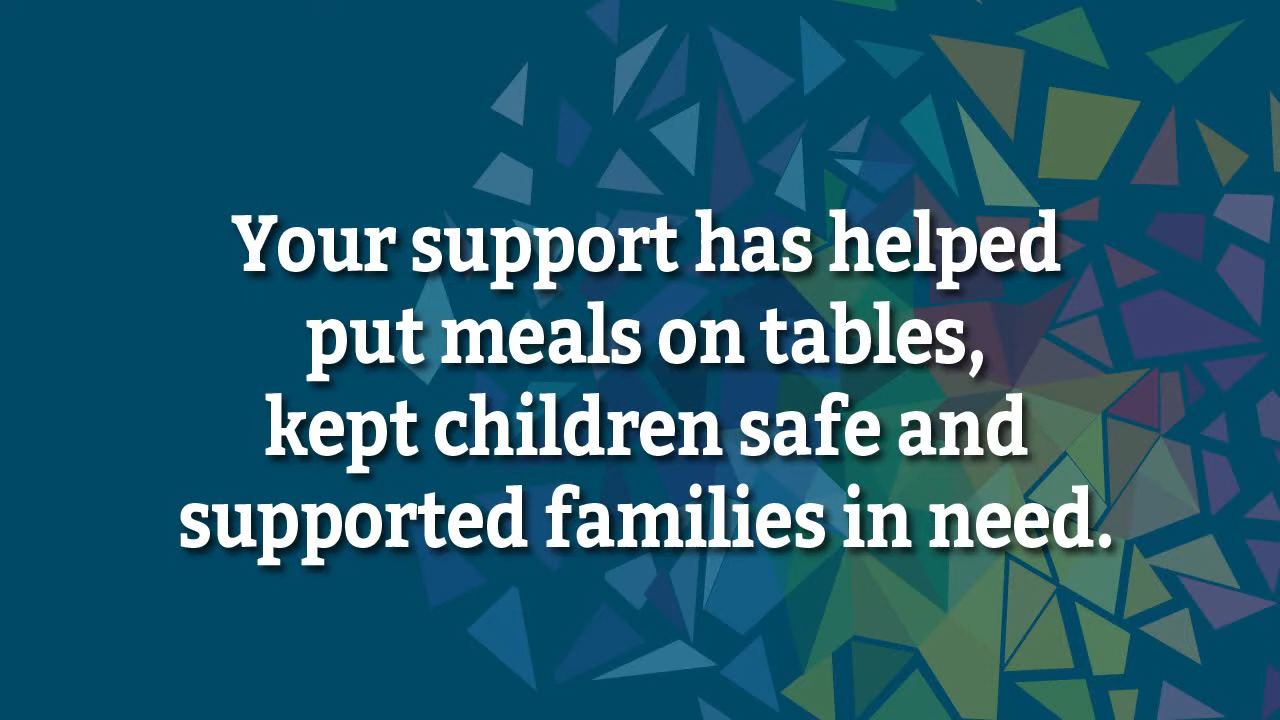 Your support has helped
put meals on tables,
kept children safe and
supported families in need.